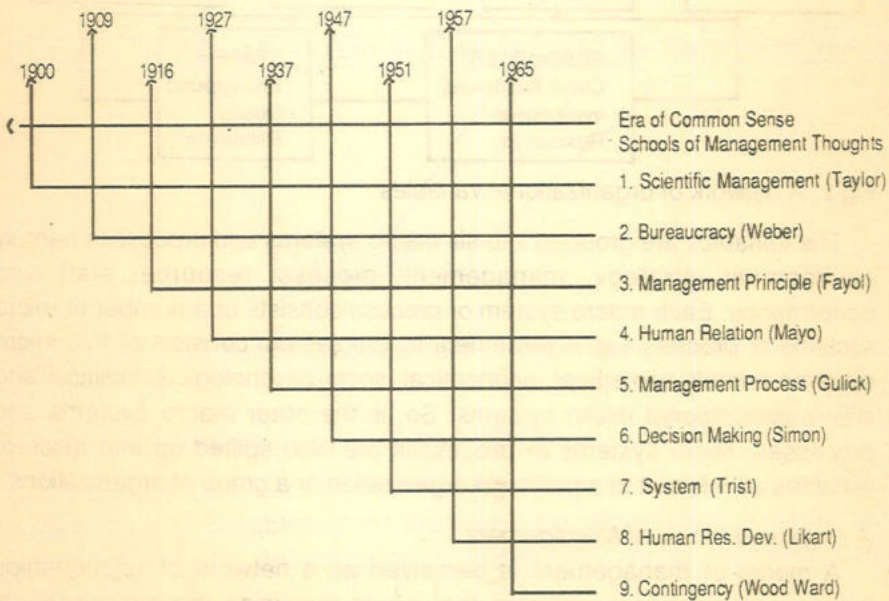 1909 1927 1947 1957
1900 1916 1937 1951 1965
Era of Common Sense
Schools of Management Thoughts
1. Scientific Management (Taylor)
2. Bureaucracy (Weber)
3. Management Principle (Fayol)
4. Human Relation (Mayo)
5. Management Process (Gulick)
6. Decision Making (Simon)
7. System (Trist)
8. Human Res. Dev. (Likart)
9. Contingency (Wood Ward)